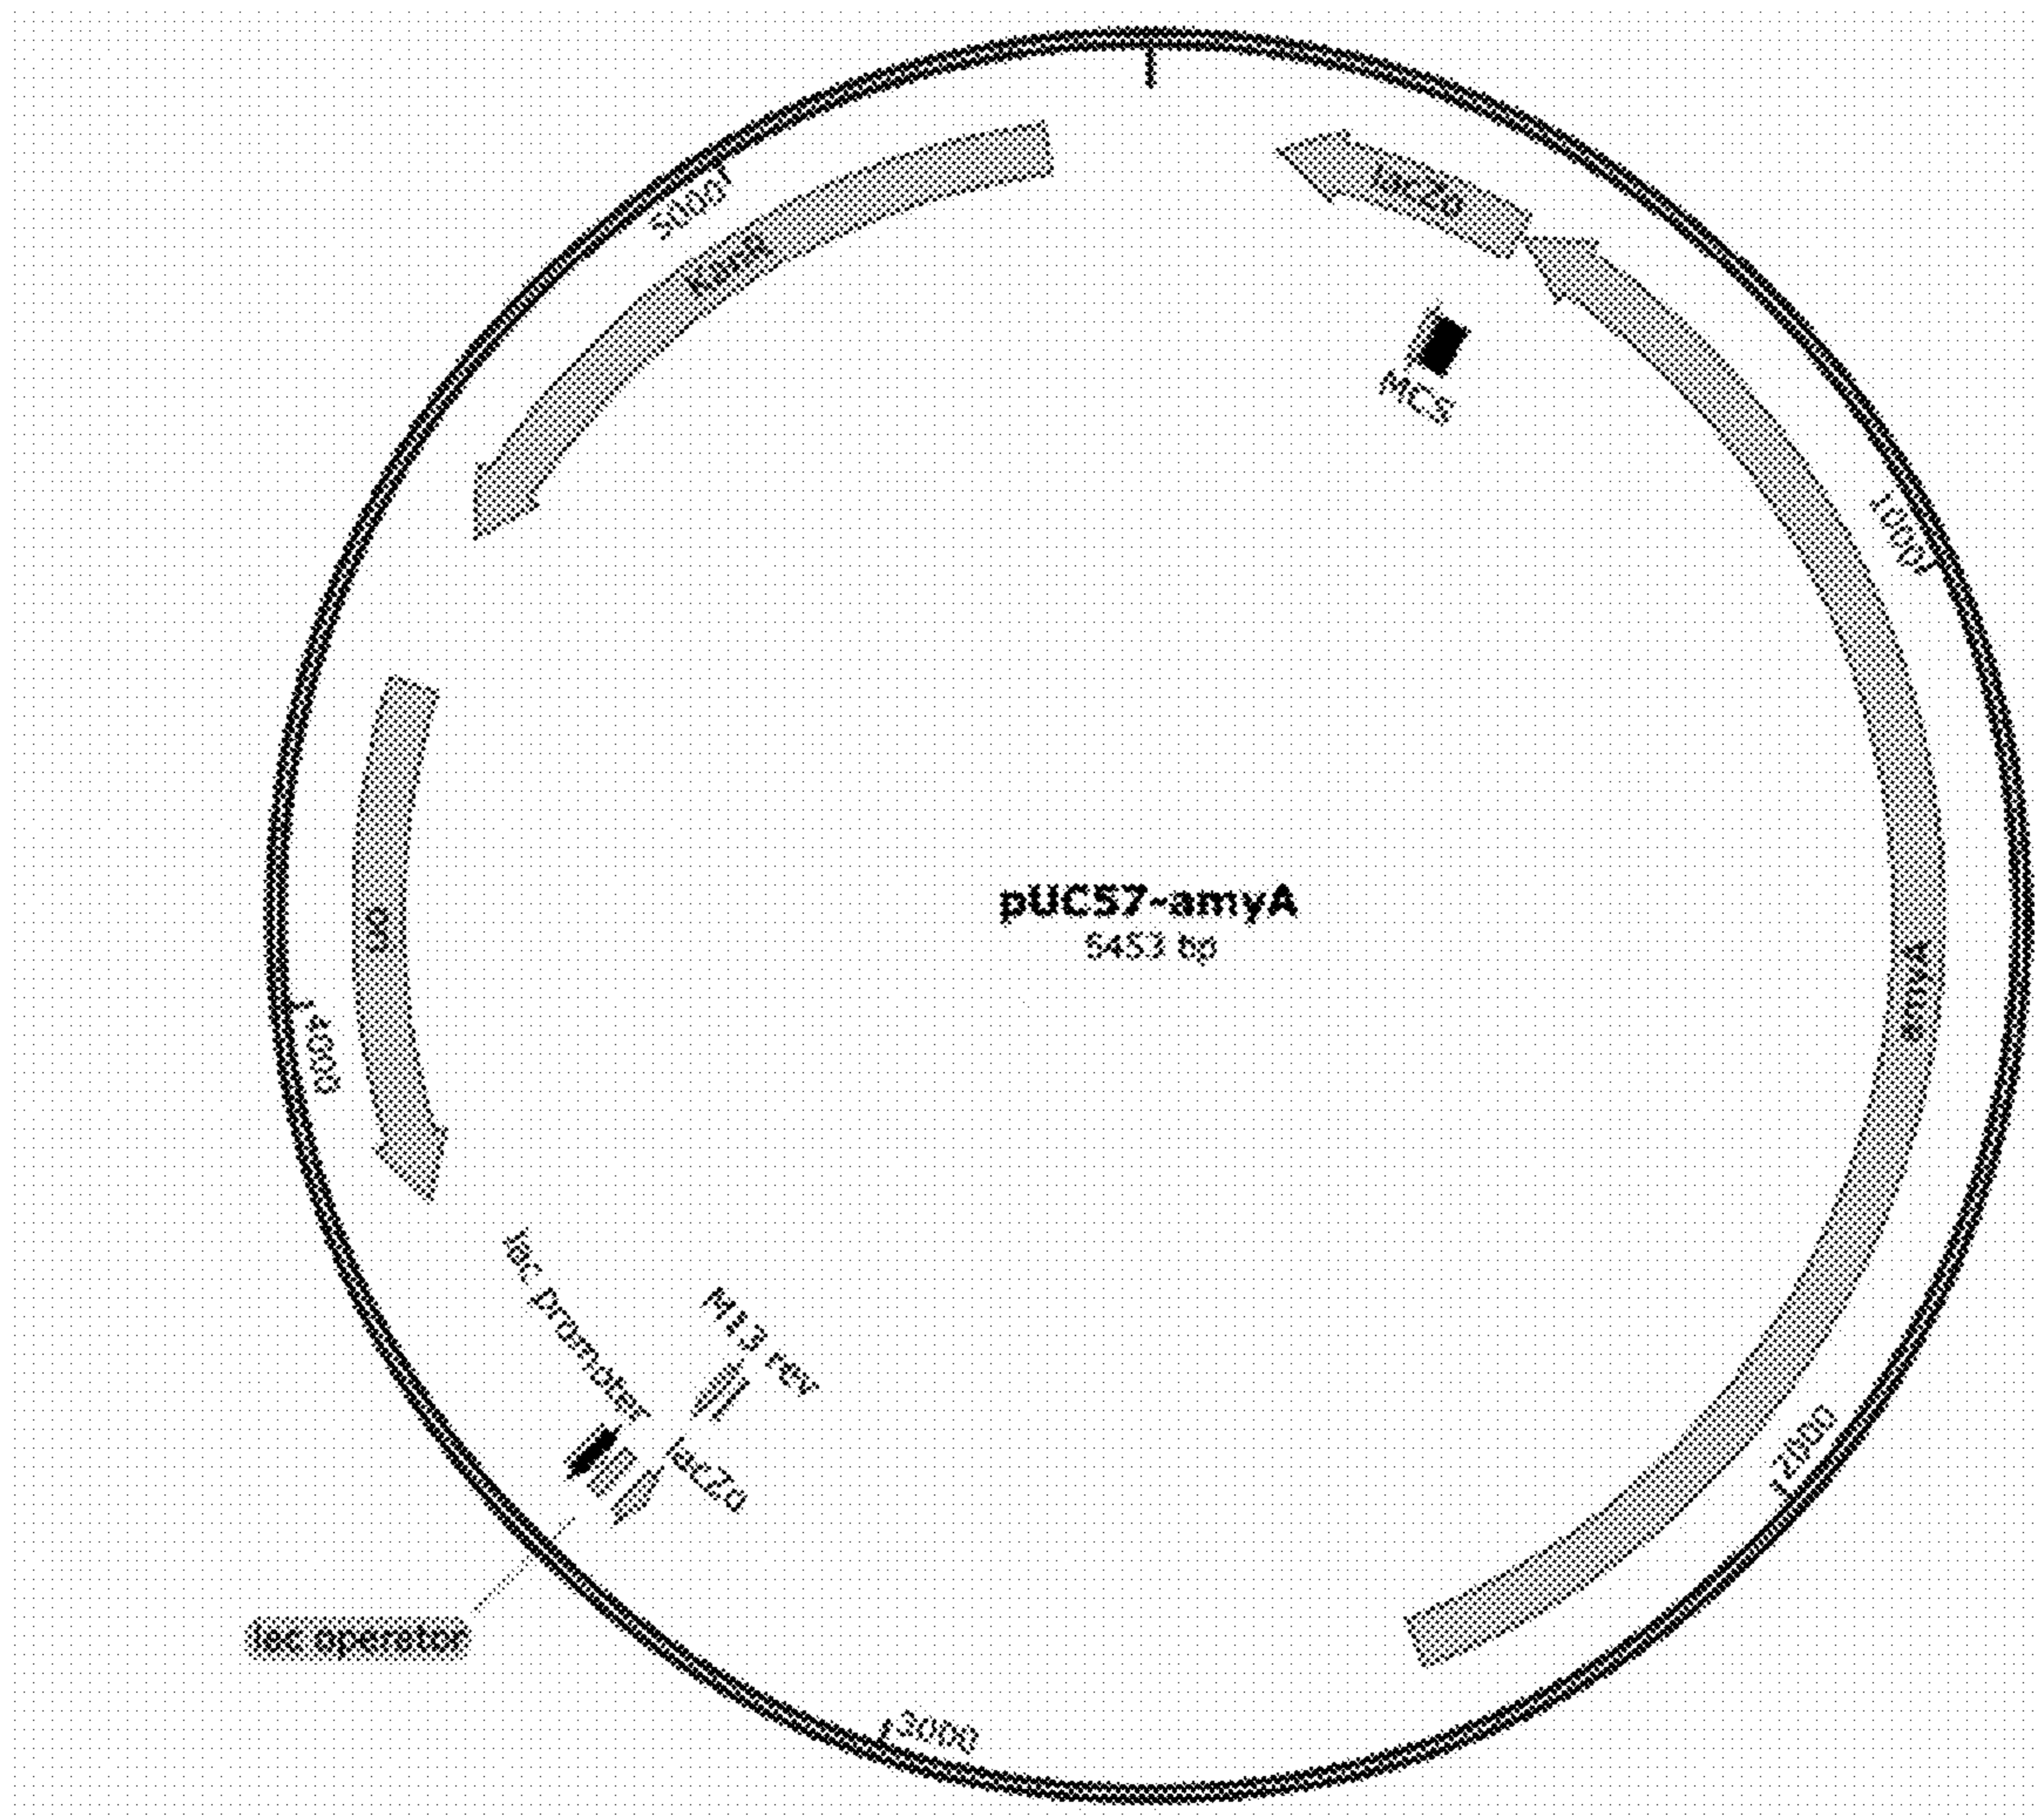 lacZα
MCS
1000
amyA
2000
3000
M13 rev
lacZα
lac promoter
lac operator
4000
ori
KanR
5000
pUC57-amyA
5453 bp